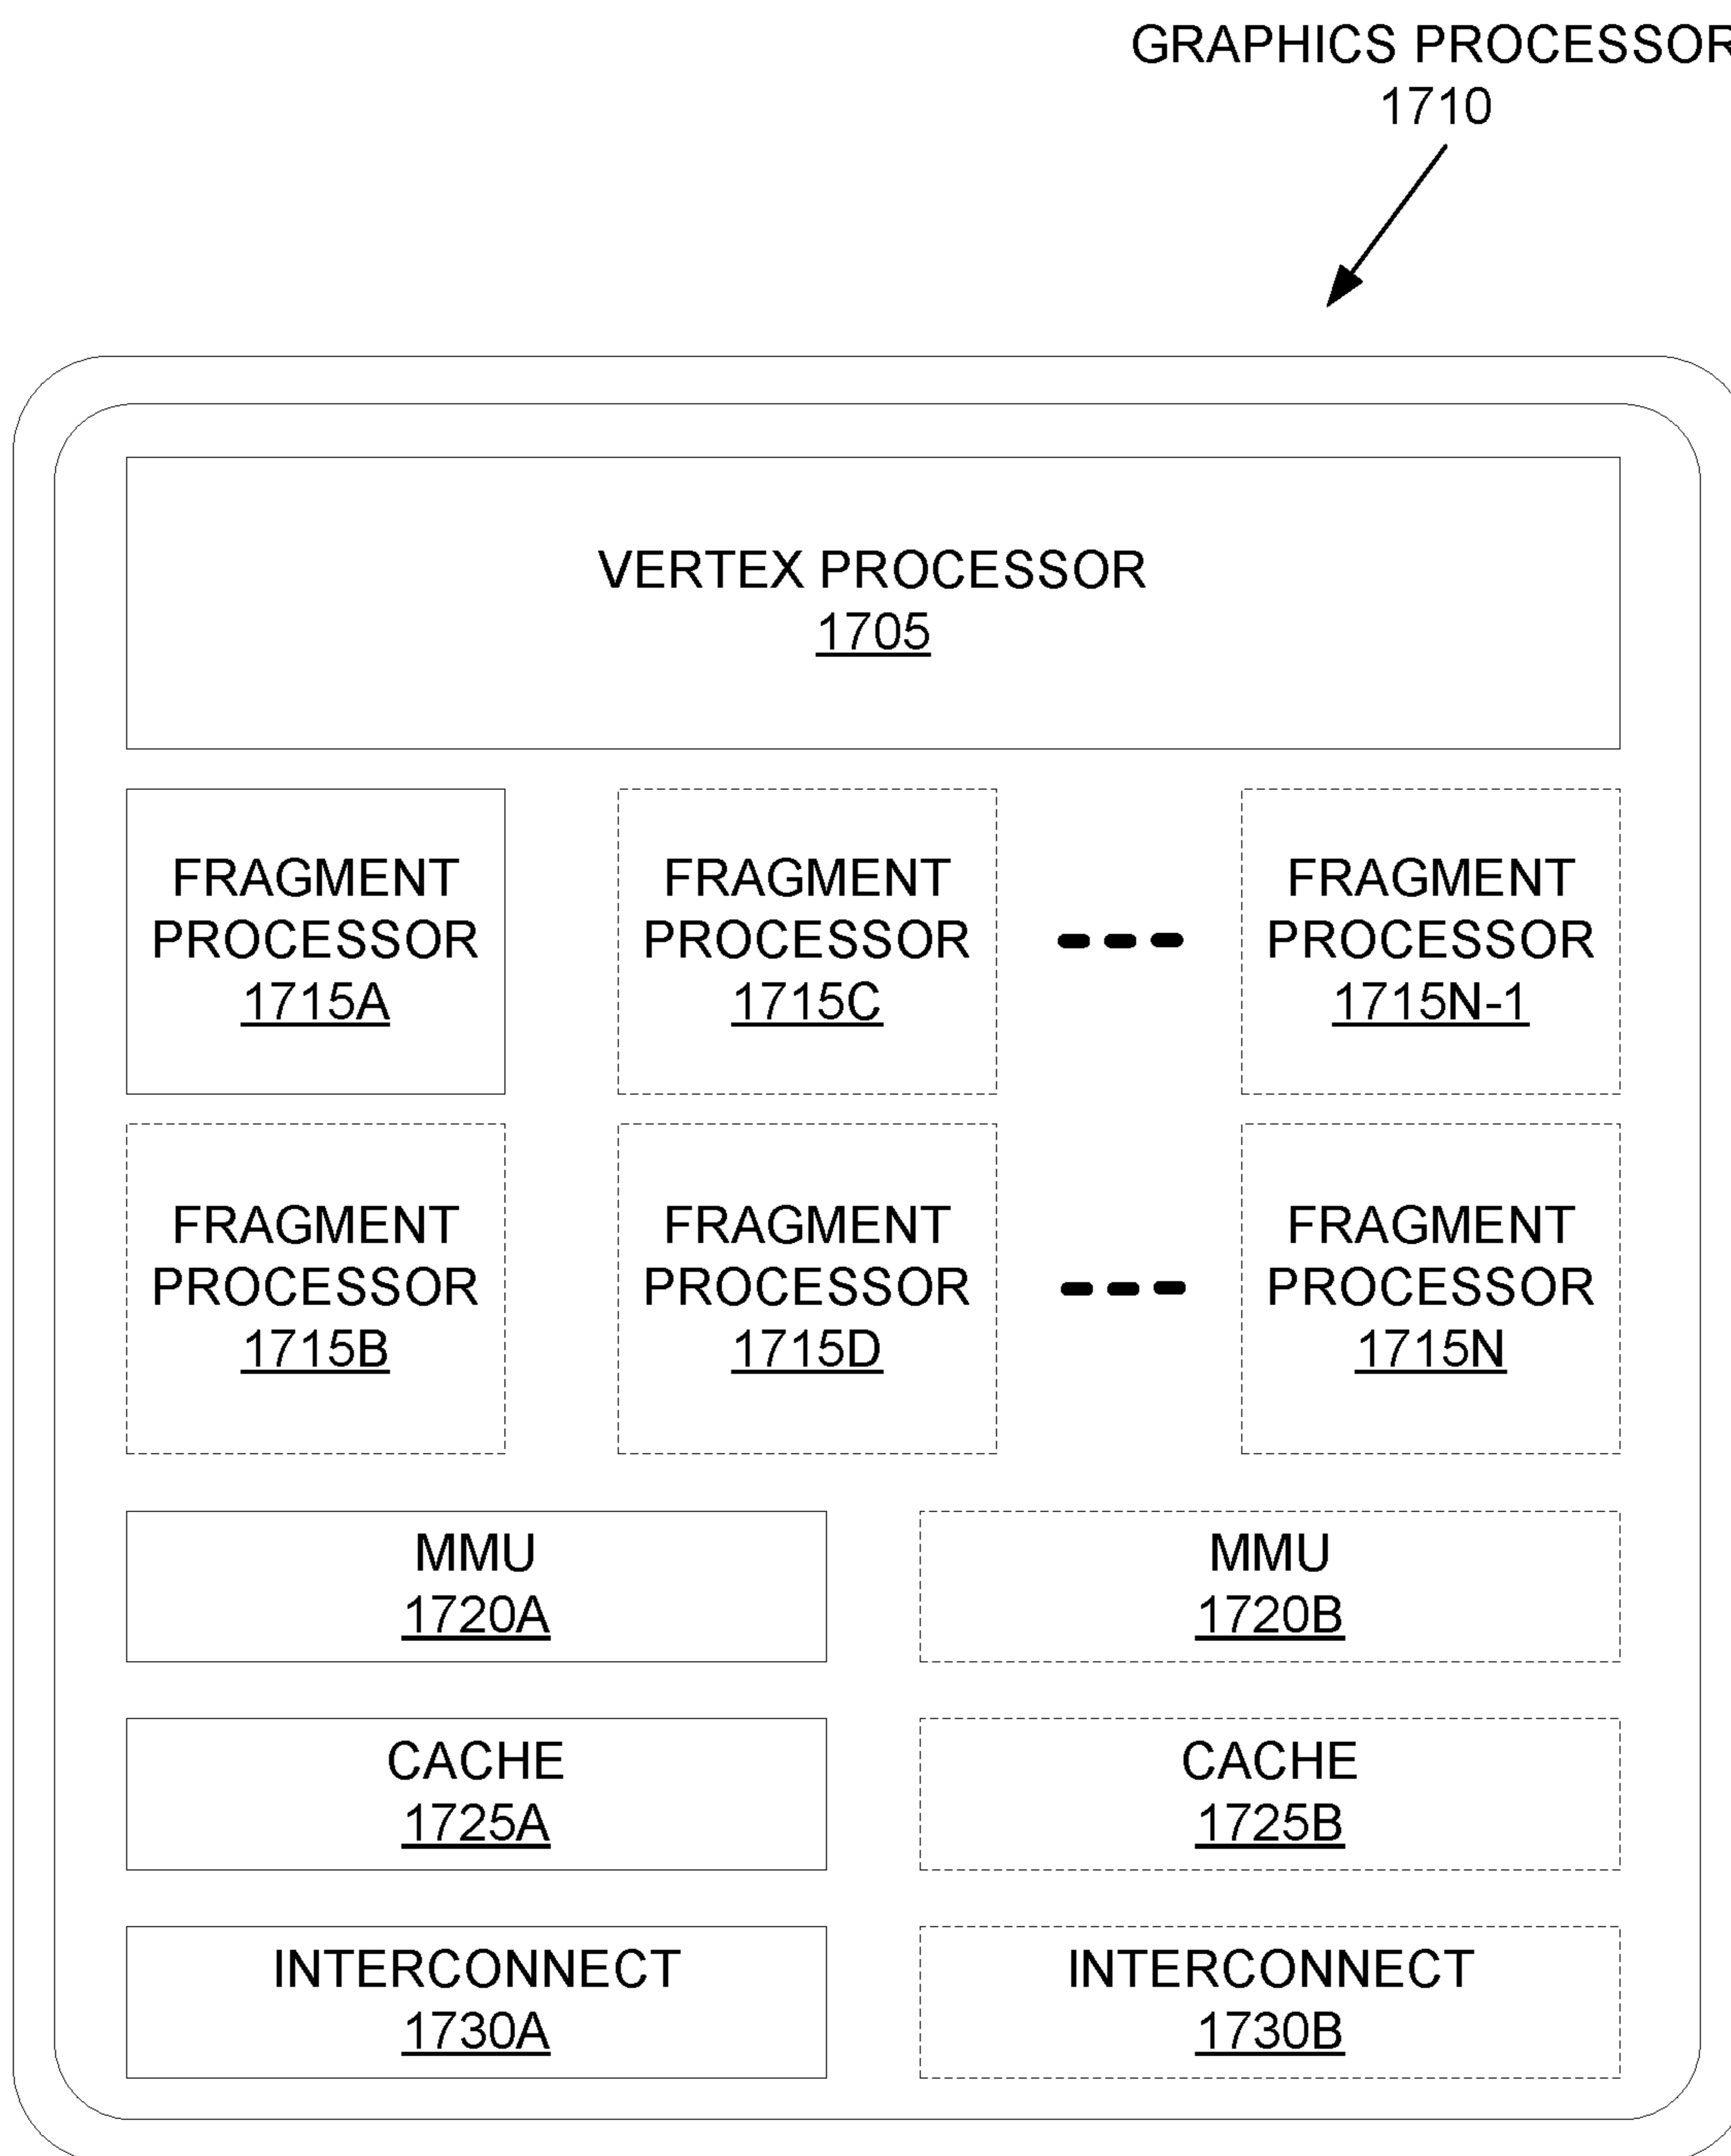 GRAPHICS PROCESSOR
1710
VERTEX PROCESSOR
1705
FRAGMENT
PROCESSOR
1715A
FRAGMENT
PROCESSOR
1715C
FRAGMENT
PROCESSOR
1715N-1
FRAGMENT
PROCESSOR
1715B
FRAGMENT
PROCESSOR
1715D
FRAGMENT
PROCESSOR
1715N
MMU
1720A
MMU
1720B
CACHE
1725A
CACHE
1725B
INTERCONNECT
1730A
INTERCONNECT
1730B